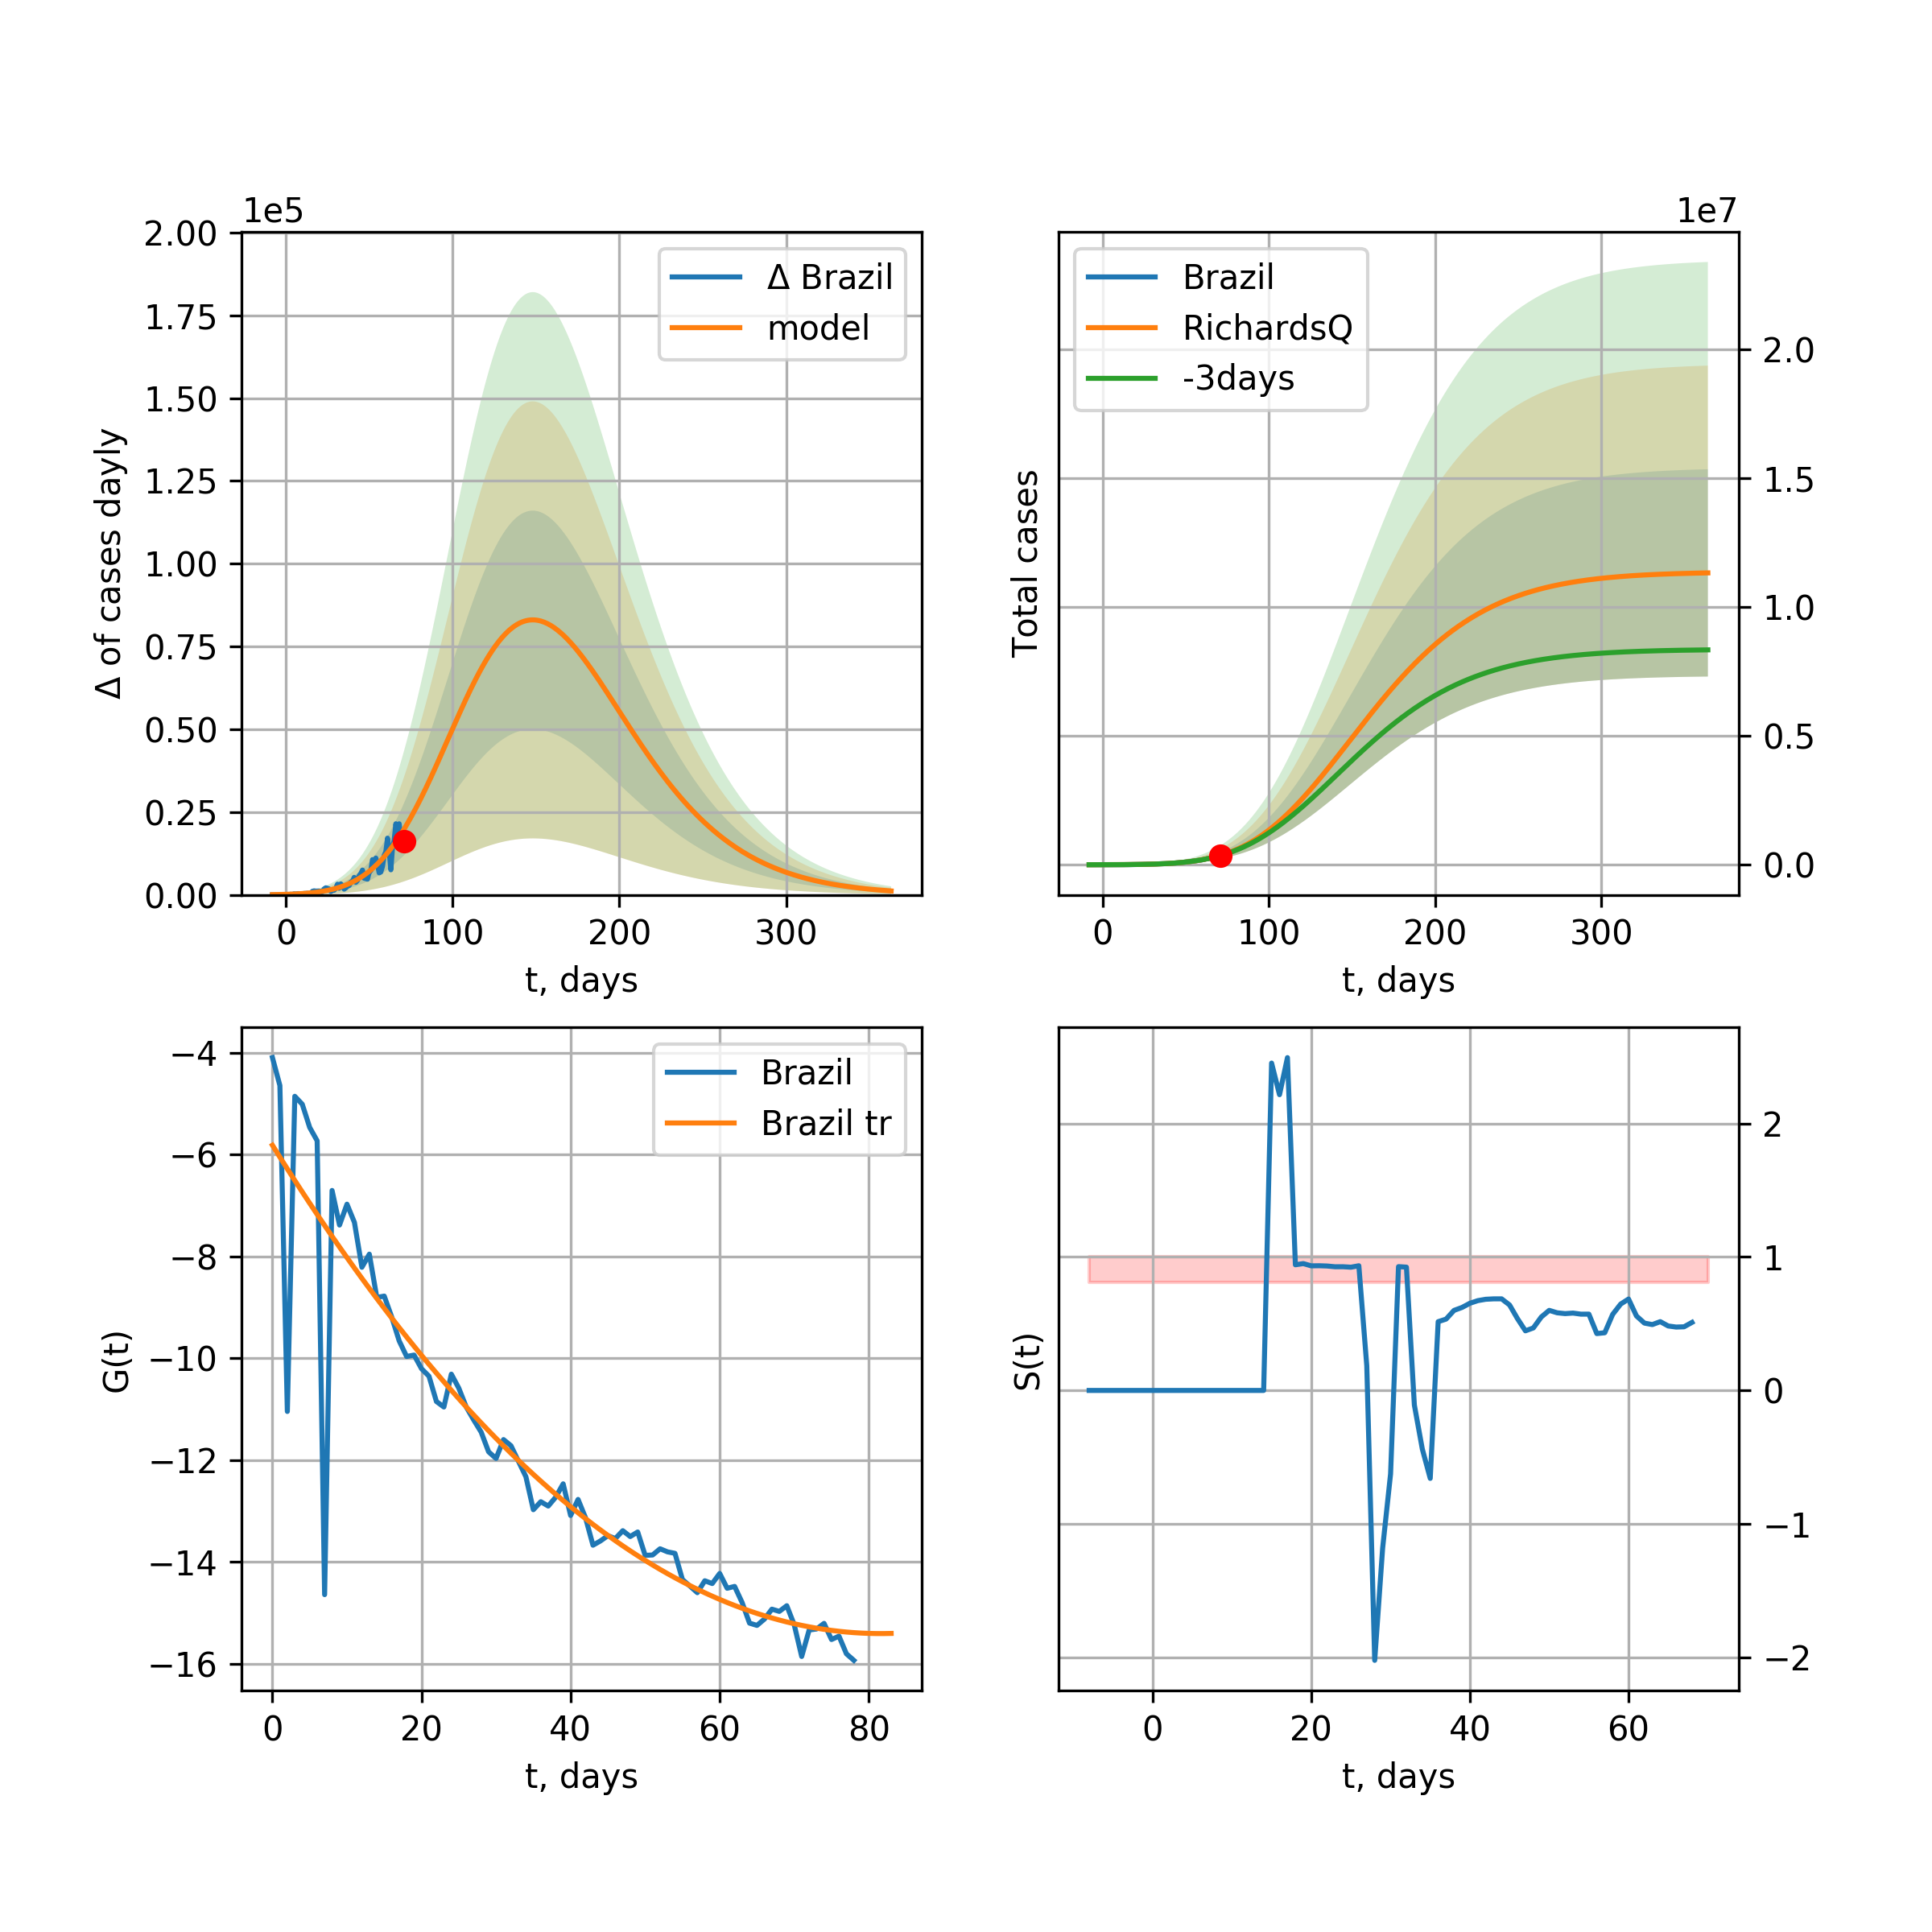 1e5
2.00
1.75
1.50
1.25
1.00
0.75
0.50
0.25
0.00
Δ of cases dayly
Δ Brazil
model
0 100 200 300
t, days
1e7
Brazil
RichardsQ
-3days
Total cases
2.0
1.5
1.0
0.5
0.0
0 100 200 300
t, days
−4
−6
−8
−10
−12
−14
−16
G(t)
Brazil
Brazil tr
0 20 40 60 80
t, days
S(t)
2
1
0
−1
−2
0 20 40 60
t, days